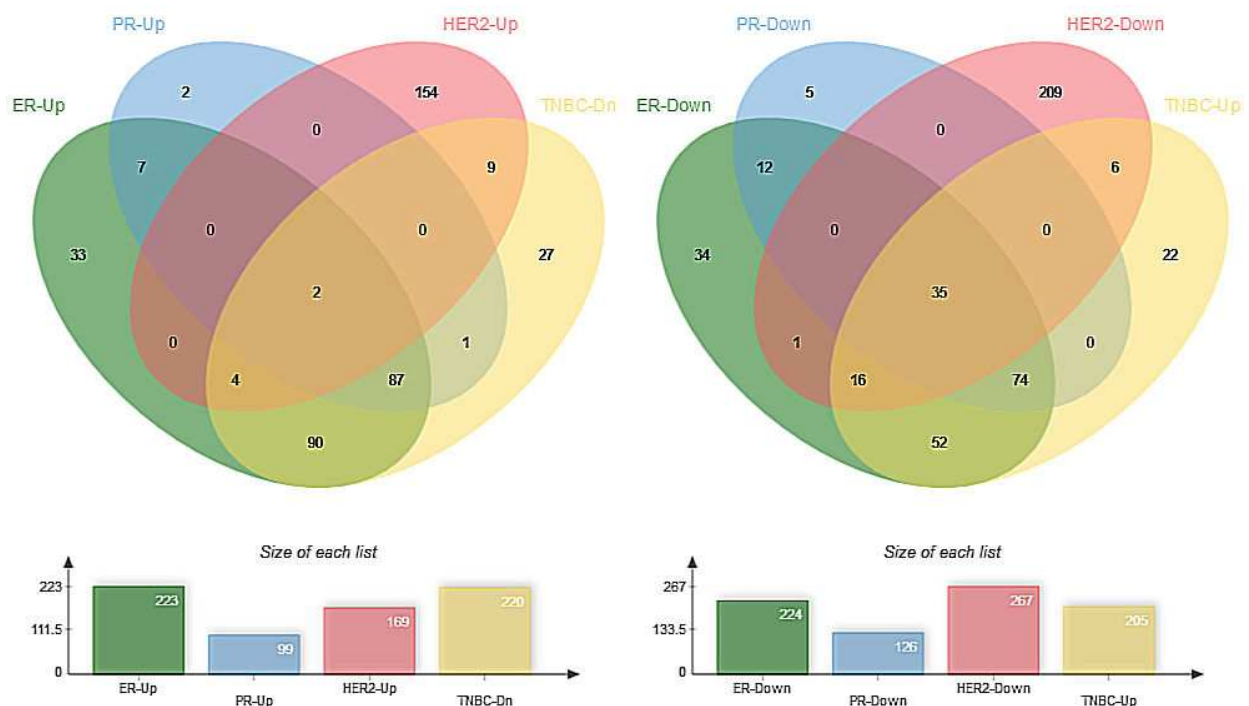 PR-Up
HER2-Up
ER-Up
TNBC-Dn
2
154
0
7
9
0
0
33
27
2
0
1
4
87
90
Size of each list
223
111.5
0
223
99
169
220
ER-Up
PR-Up
HER2-Up
TNBC-Dn
PR-Down
HER2-Down
ER-Down
TNBC-Up
5
209
0
12
6
0
0
34
22
35
1
0
16
74
52
Size of each list
267
133.5
0
224
126
267
205
ER-Down
PR-Down
HER2-Down
TNBC-Up